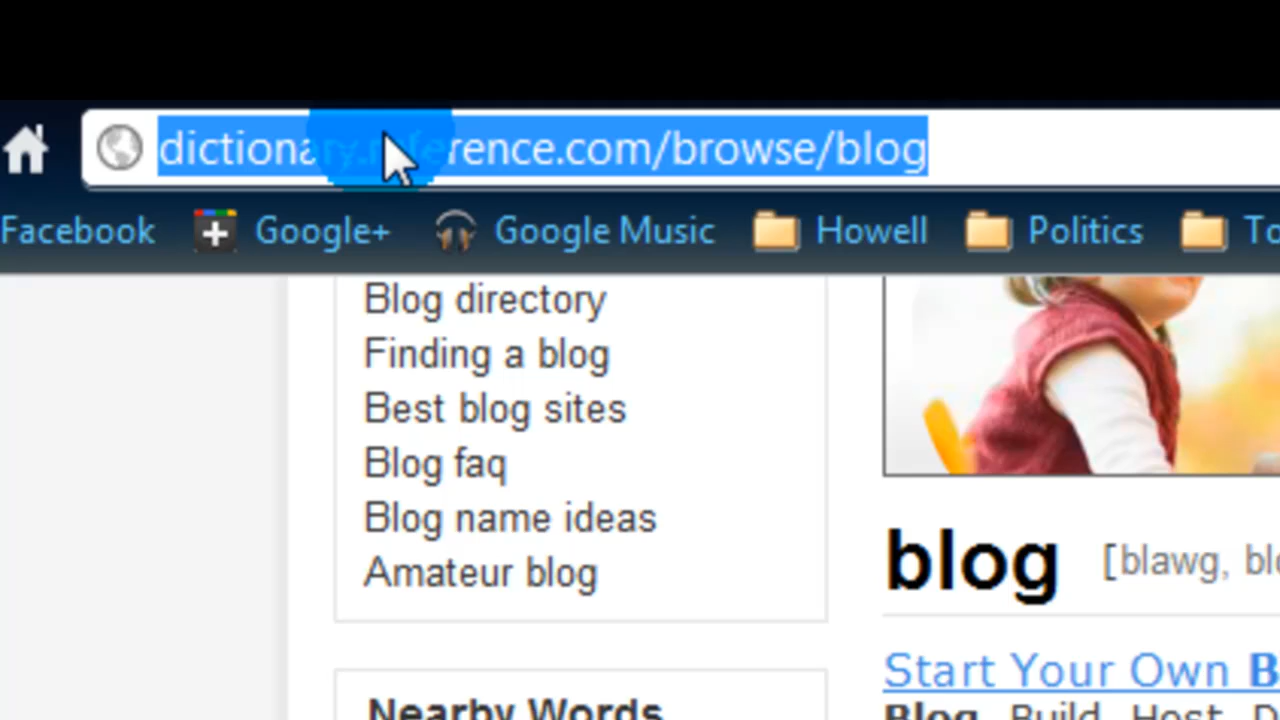 dictionary.reference.com/browse/blog
Facebook Google+ Google Music Howell Politics
Blog directory
Finding a blog
Best blog sites
Blog faq
Blog name ideas
Amateur blog
blog [blawg,
Start Your Own
Nearby Words
Blog Build Host